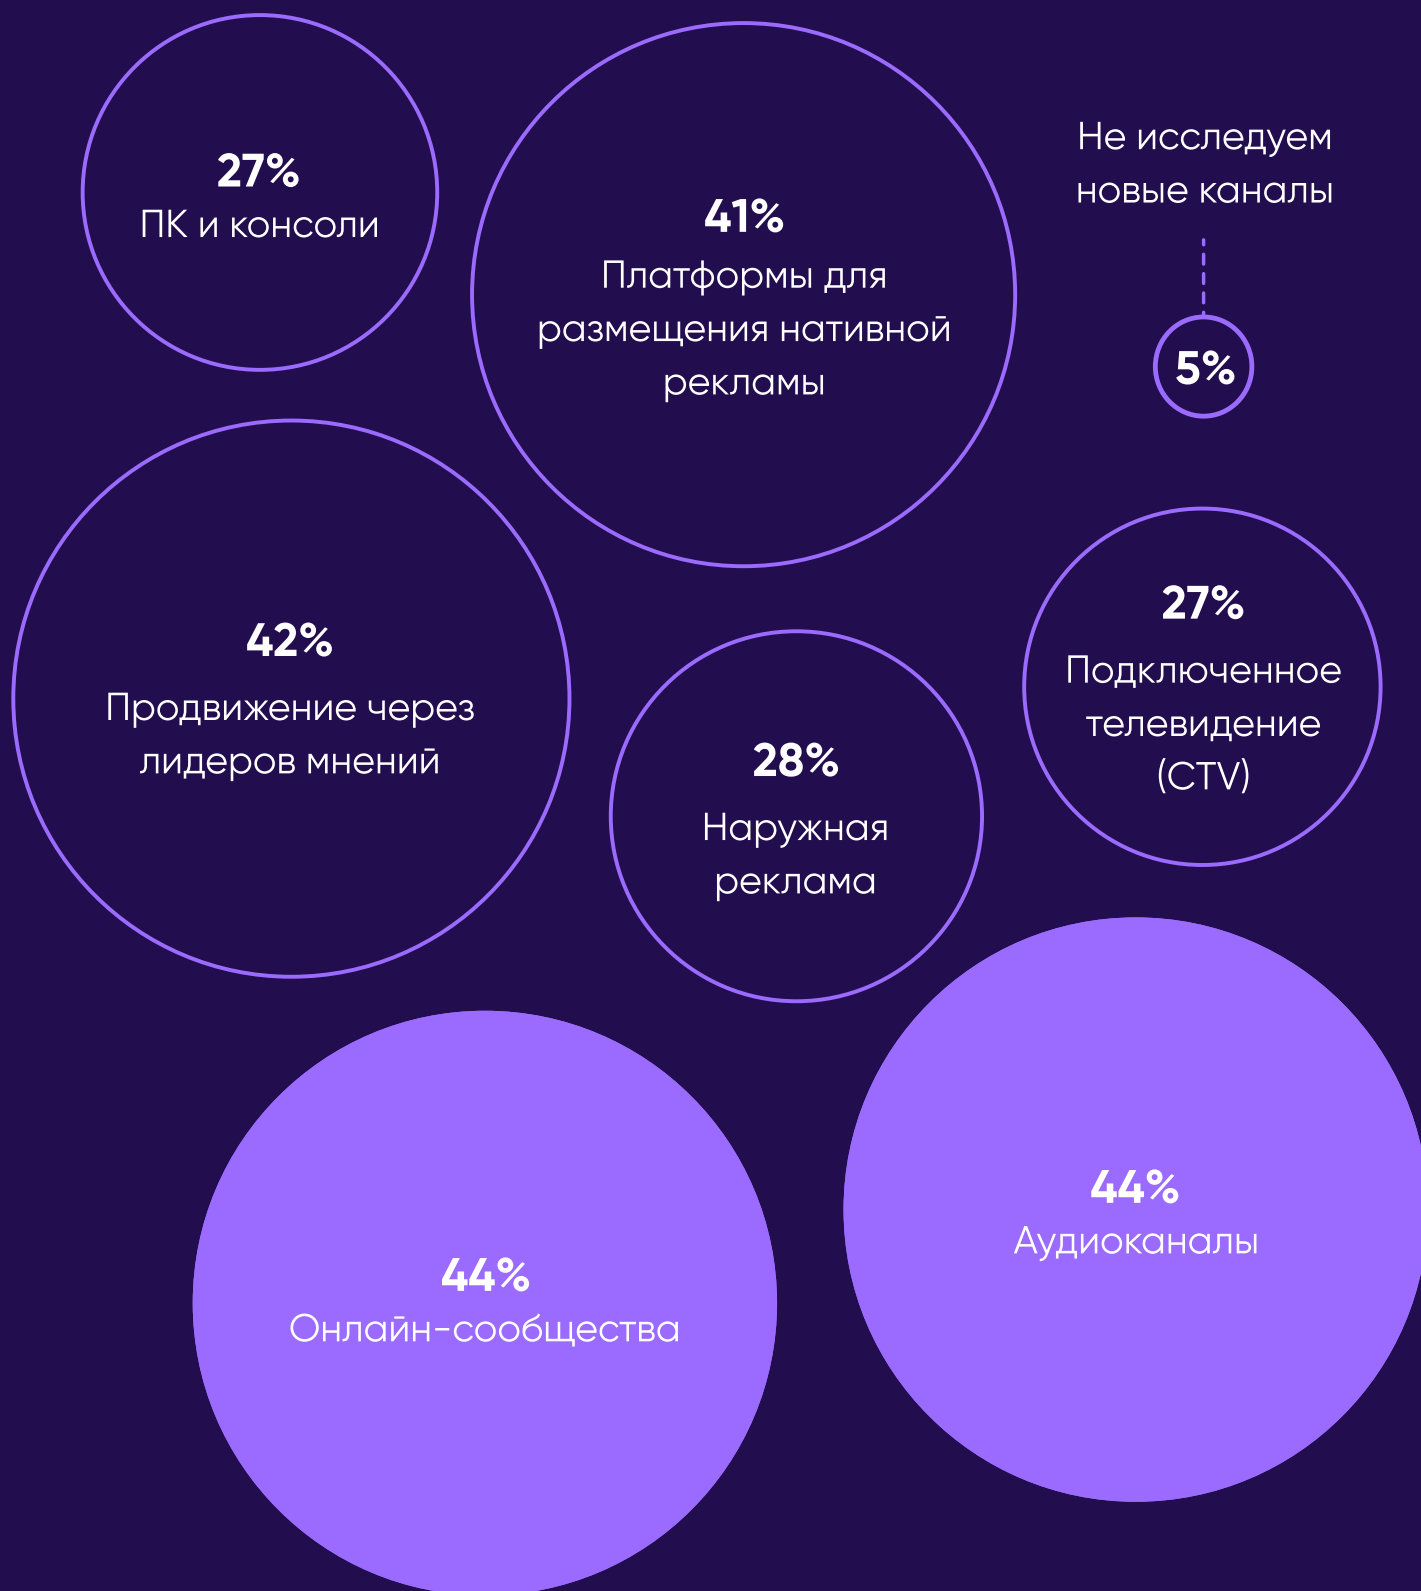 27%
ПК и консоли
41%
Платформы для
размещения нативной
рекламы
Не исследуем
новые каналы
5%
42%
Продвижение через
лидеров мнений
28%
Наружная
реклама
27%
Подключенное
телевидение
(CTV)
44%
Онлайн-сообщества
44%
Аудиоканалы